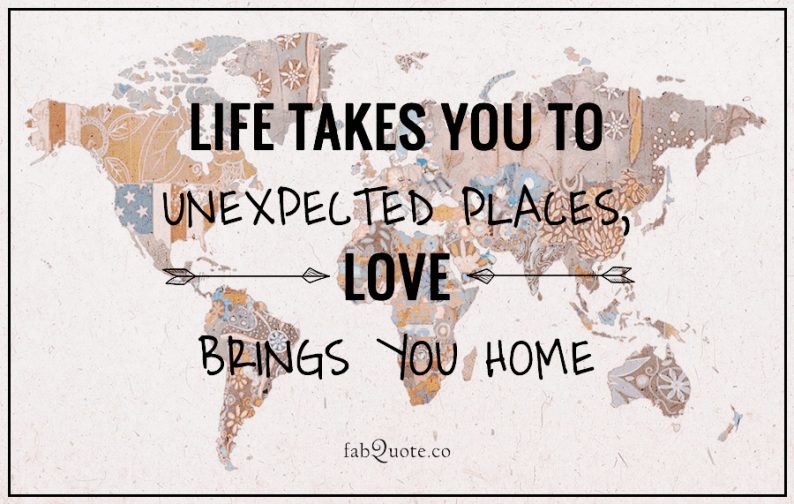 LIFE TAKES YOU TO
UNEXPECTED PLACES,
LOVE
BRINGS YOU HOME
fabQuote.co